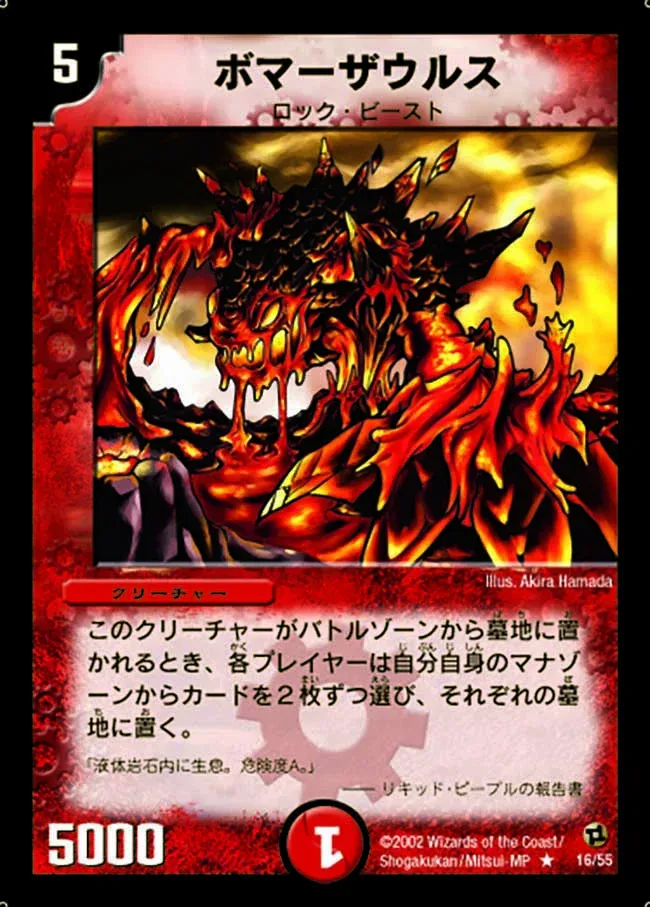 5
ボマーザウルス
ロック・ビースト
Illus. Akira Hamada
クリーチャー
このクリーチャーがバトルゾーンから墓地に置
かれるとき、各プレイヤーは自分自身のマナゾ
ーンからカードを2枚ずつ選び、それぞれの墓
地に置く。
「液体岩石内に生息。危険度A。」
── リキッド・ピープルの報告書
5000
1
©2002 Wizards of the Coast/
Shogakukan/Mitsui-MP ★ 16/55